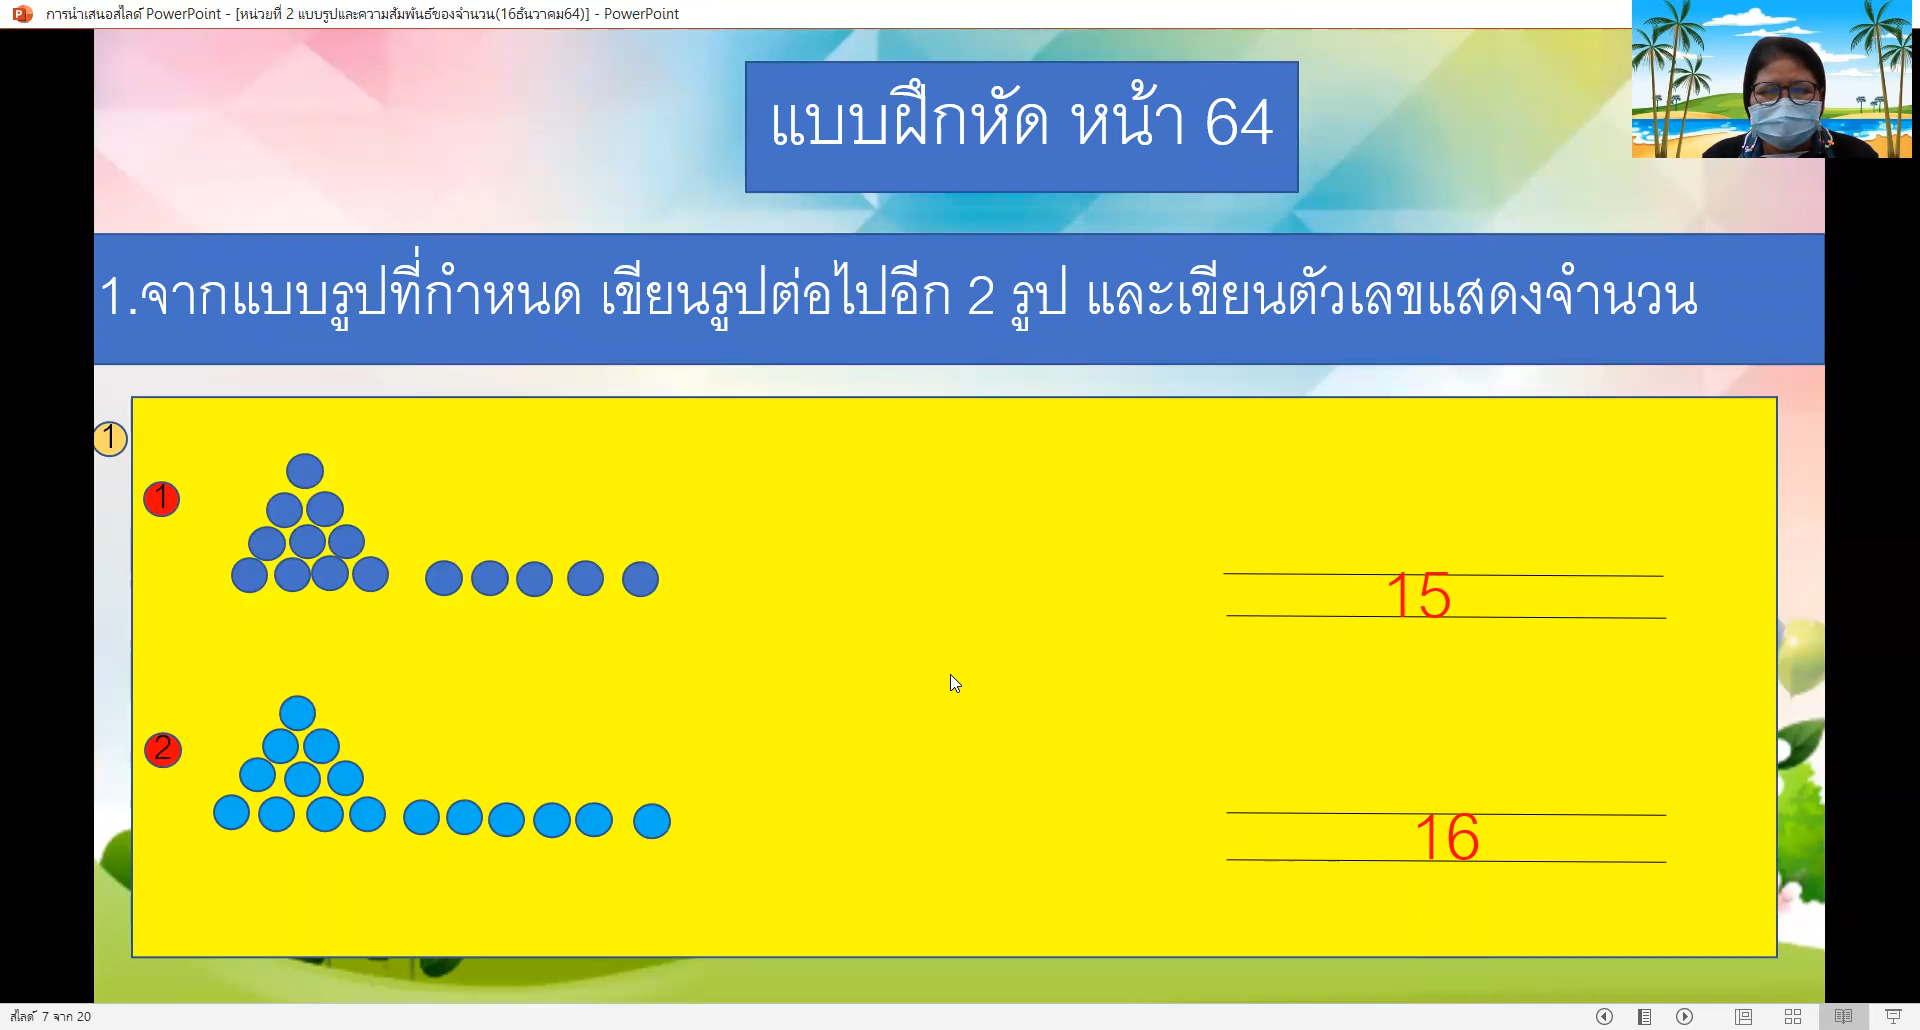 การนำเสนอสไลด์ PowerPoint - [หน่วยที่ 2 แบบรูปและความสัมพันธ์ของจำนวน(16ธันวาคม64)] - PowerPoint
แบบฝึกหัด หน้า 64
1.จากแบบรูปที่กำหนด เขียนรูปต่อไปอีก 2 รูป และเขียนตัวเลขแสดงจำนวน
1
1
15
2
16
สไลด์ 7 จาก 20